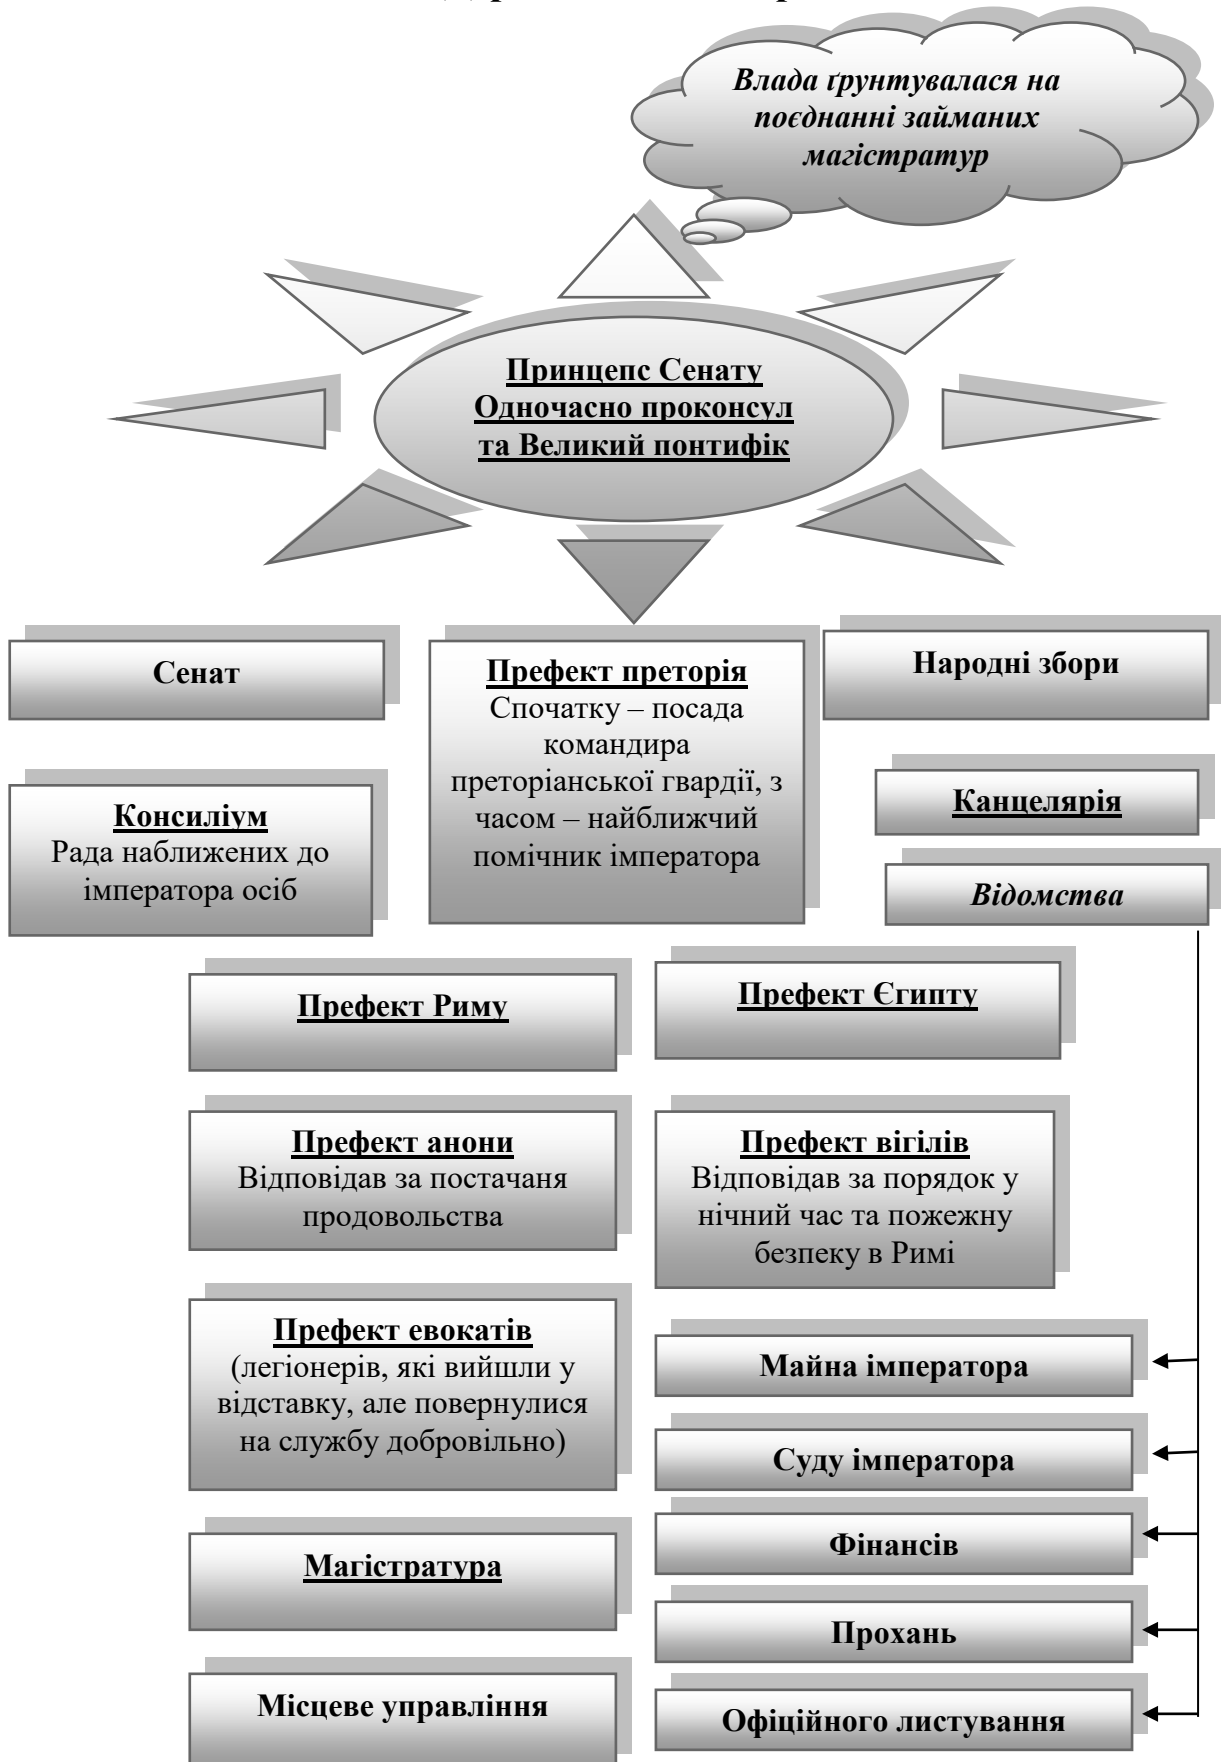 Влада ґрунтувалася на
поєднанні займаних
магістратур
Принцепс Сенату
Одночасно проконсул
та Великий понтифік
Сенат
Префект преторія
Спочатку – посада
командира
преторіанської гвардії, з
часом – найближчий
помічник імператора
Народні збори
Консиліум
Рада наближених до
імператора осіб
Канцелярія
Відомства
Префект Риму
Префект Єгипту
Префект анони
Відповідав за постачаня
продовольства
Префект вігілів
Відповідав за порядок у
нічний час та пожежну
безпеку в Римі
Префект евокатів
(легіонерів, які вийшли у
відставку, але повернулися
на службу добровільно)
Майна імператора
Суду імператора
Фінансів
Магістратура
Прохань
Місцеве управління
Офіційного листування